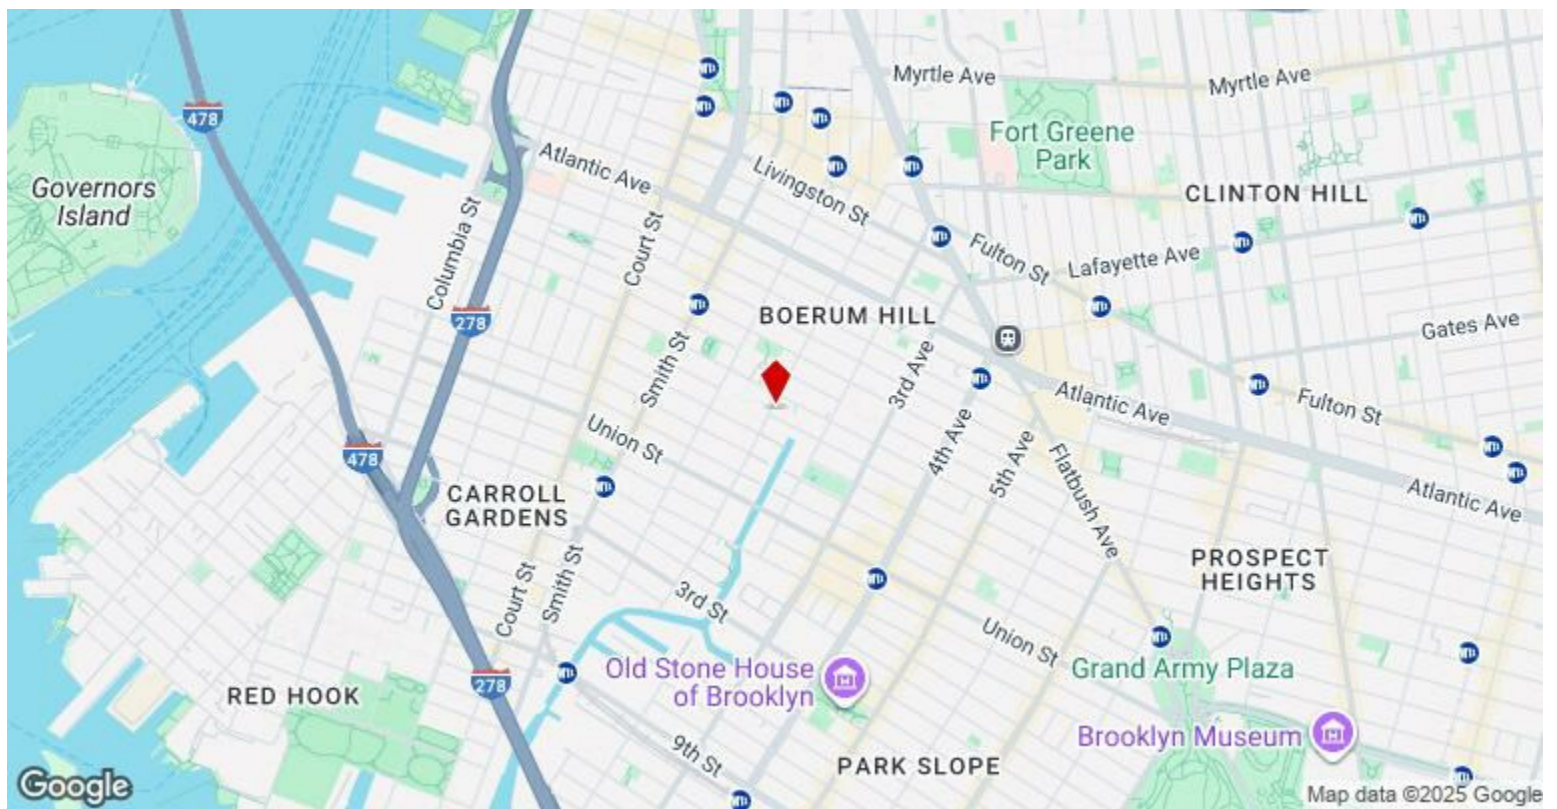 Myrtle Ave
Myrtle Ave
478
Fort Greene
Park
Atlantic Ave
Livingston St
Governors
Island
CLINTON HILL
Columbia St
Court St
Fulton St
Lafayette Ave
278
BOERUM HILL
Gates Ave
Smith St
3rd Ave
Atlantic Ave
Fulton St
Union St
4th Ave
5th Ave
Flatbush Ave
478
CARROLL
GARDENS
Atlantic Ave
PROSPECT
HEIGHTS
Court St
Smith St
3rd St
Union St
Old Stone House
of Brooklyn
Grand Army Plaza
278
RED HOOK
Brooklyn Museum
9th St
PARK SLOPE
Google
Map data ©2025 Google